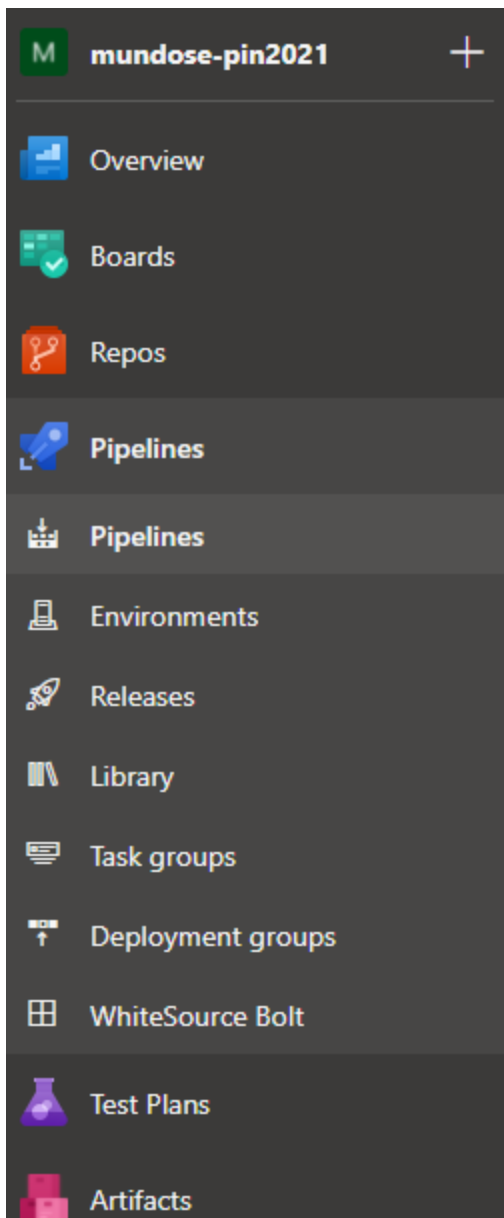 M mundose-pin2021 +
Overview
Boards
Repos
Pipelines
Pipelines
Environments
Releases
Library
Task groups
Deployment groups
WhiteSource Bolt
Test Plans
Artifacts